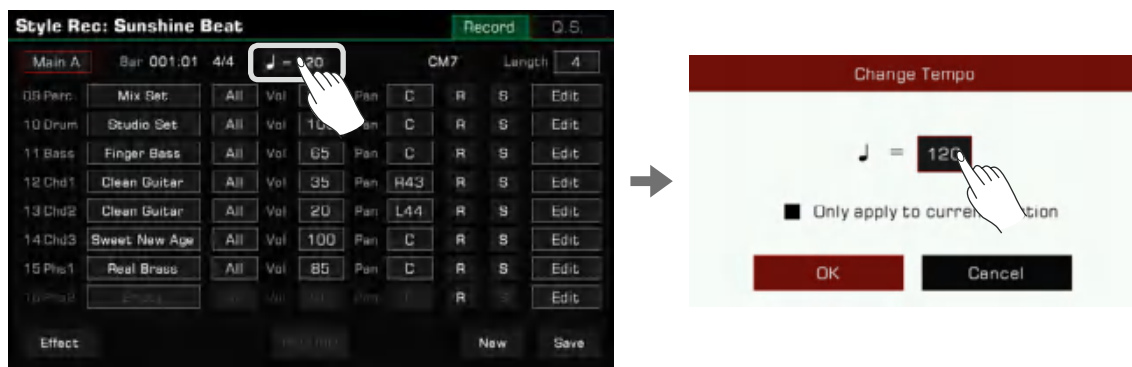 Style Rec: Sunshine Beat Record Q.S.
Main A Bar 001:01 4/4 ♩ = 120 CM7 Length 4
09 Perc Mix Set All Vol Pan C R S Edit
10 Drum Studio Set All Vol Pan C R S Edit
11 Bass Finger Bass All Vol 65 Pan C R S Edit
12 Chd1 Clean Guitar All Vol 35 Pan R43 R S Edit
13 Chd2 Clean Guitar All Vol 20 Pan L44 R S Edit
14 Chd3 Sweet New Age All Vol 100 Pan C R S Edit
15 Phs1 Real Brass All Vol 85 Pan C R S Edit
16 Phs2 Empty R Edit
Effect New Save
Change Tempo
♩ = 120
Only apply to current
OK Cancel